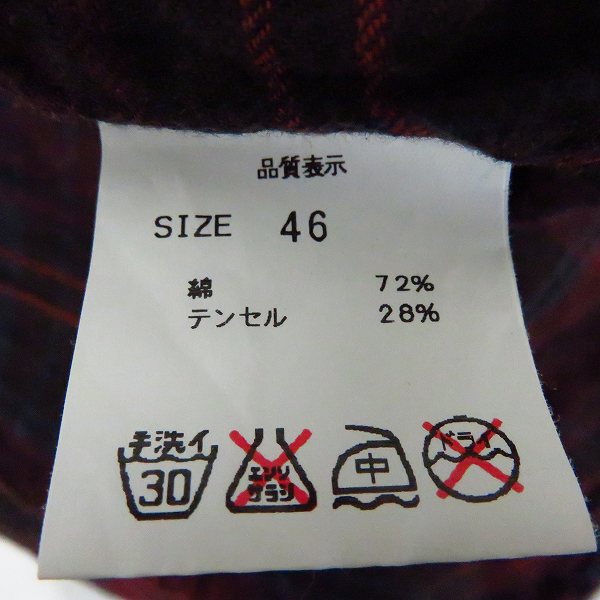 品質表示
SIZE 46
綿 72%
テンセル 28%
手洗イ
30
エンソ
サラシ
中
ドライ